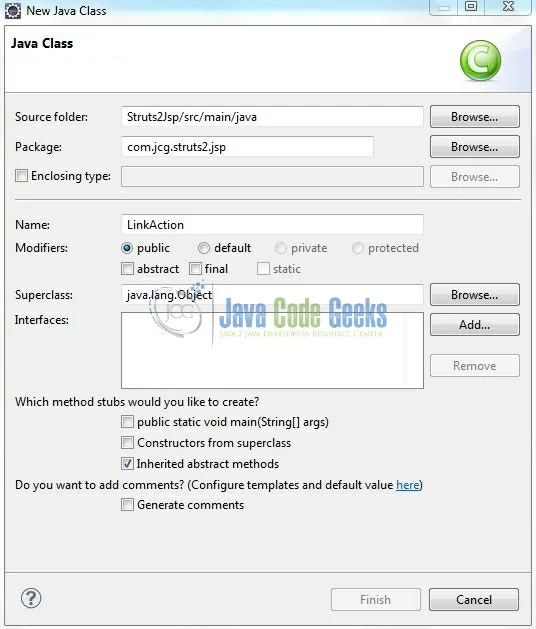 New Java Class
Java Class
Source folder: Struts2Jsp/src/main/java Browse...
Package: com.jcg.struts2.jsp Browse...
Enclosing type: Browse...
Name: LinkAction
Modifiers: public default private protected
abstract final static
Superclass: java.lang.Object Browse...
Interfaces: Add...
Java Code Geeks
Java 2 Java Developers Resource Center
Remove
Which method stubs would you like to create?
public static void main(String[] args)
Constructors from superclass
Inherited abstract methods
Do you want to add comments? (Configure templates and default value here)
Generate comments
? Finish Cancel